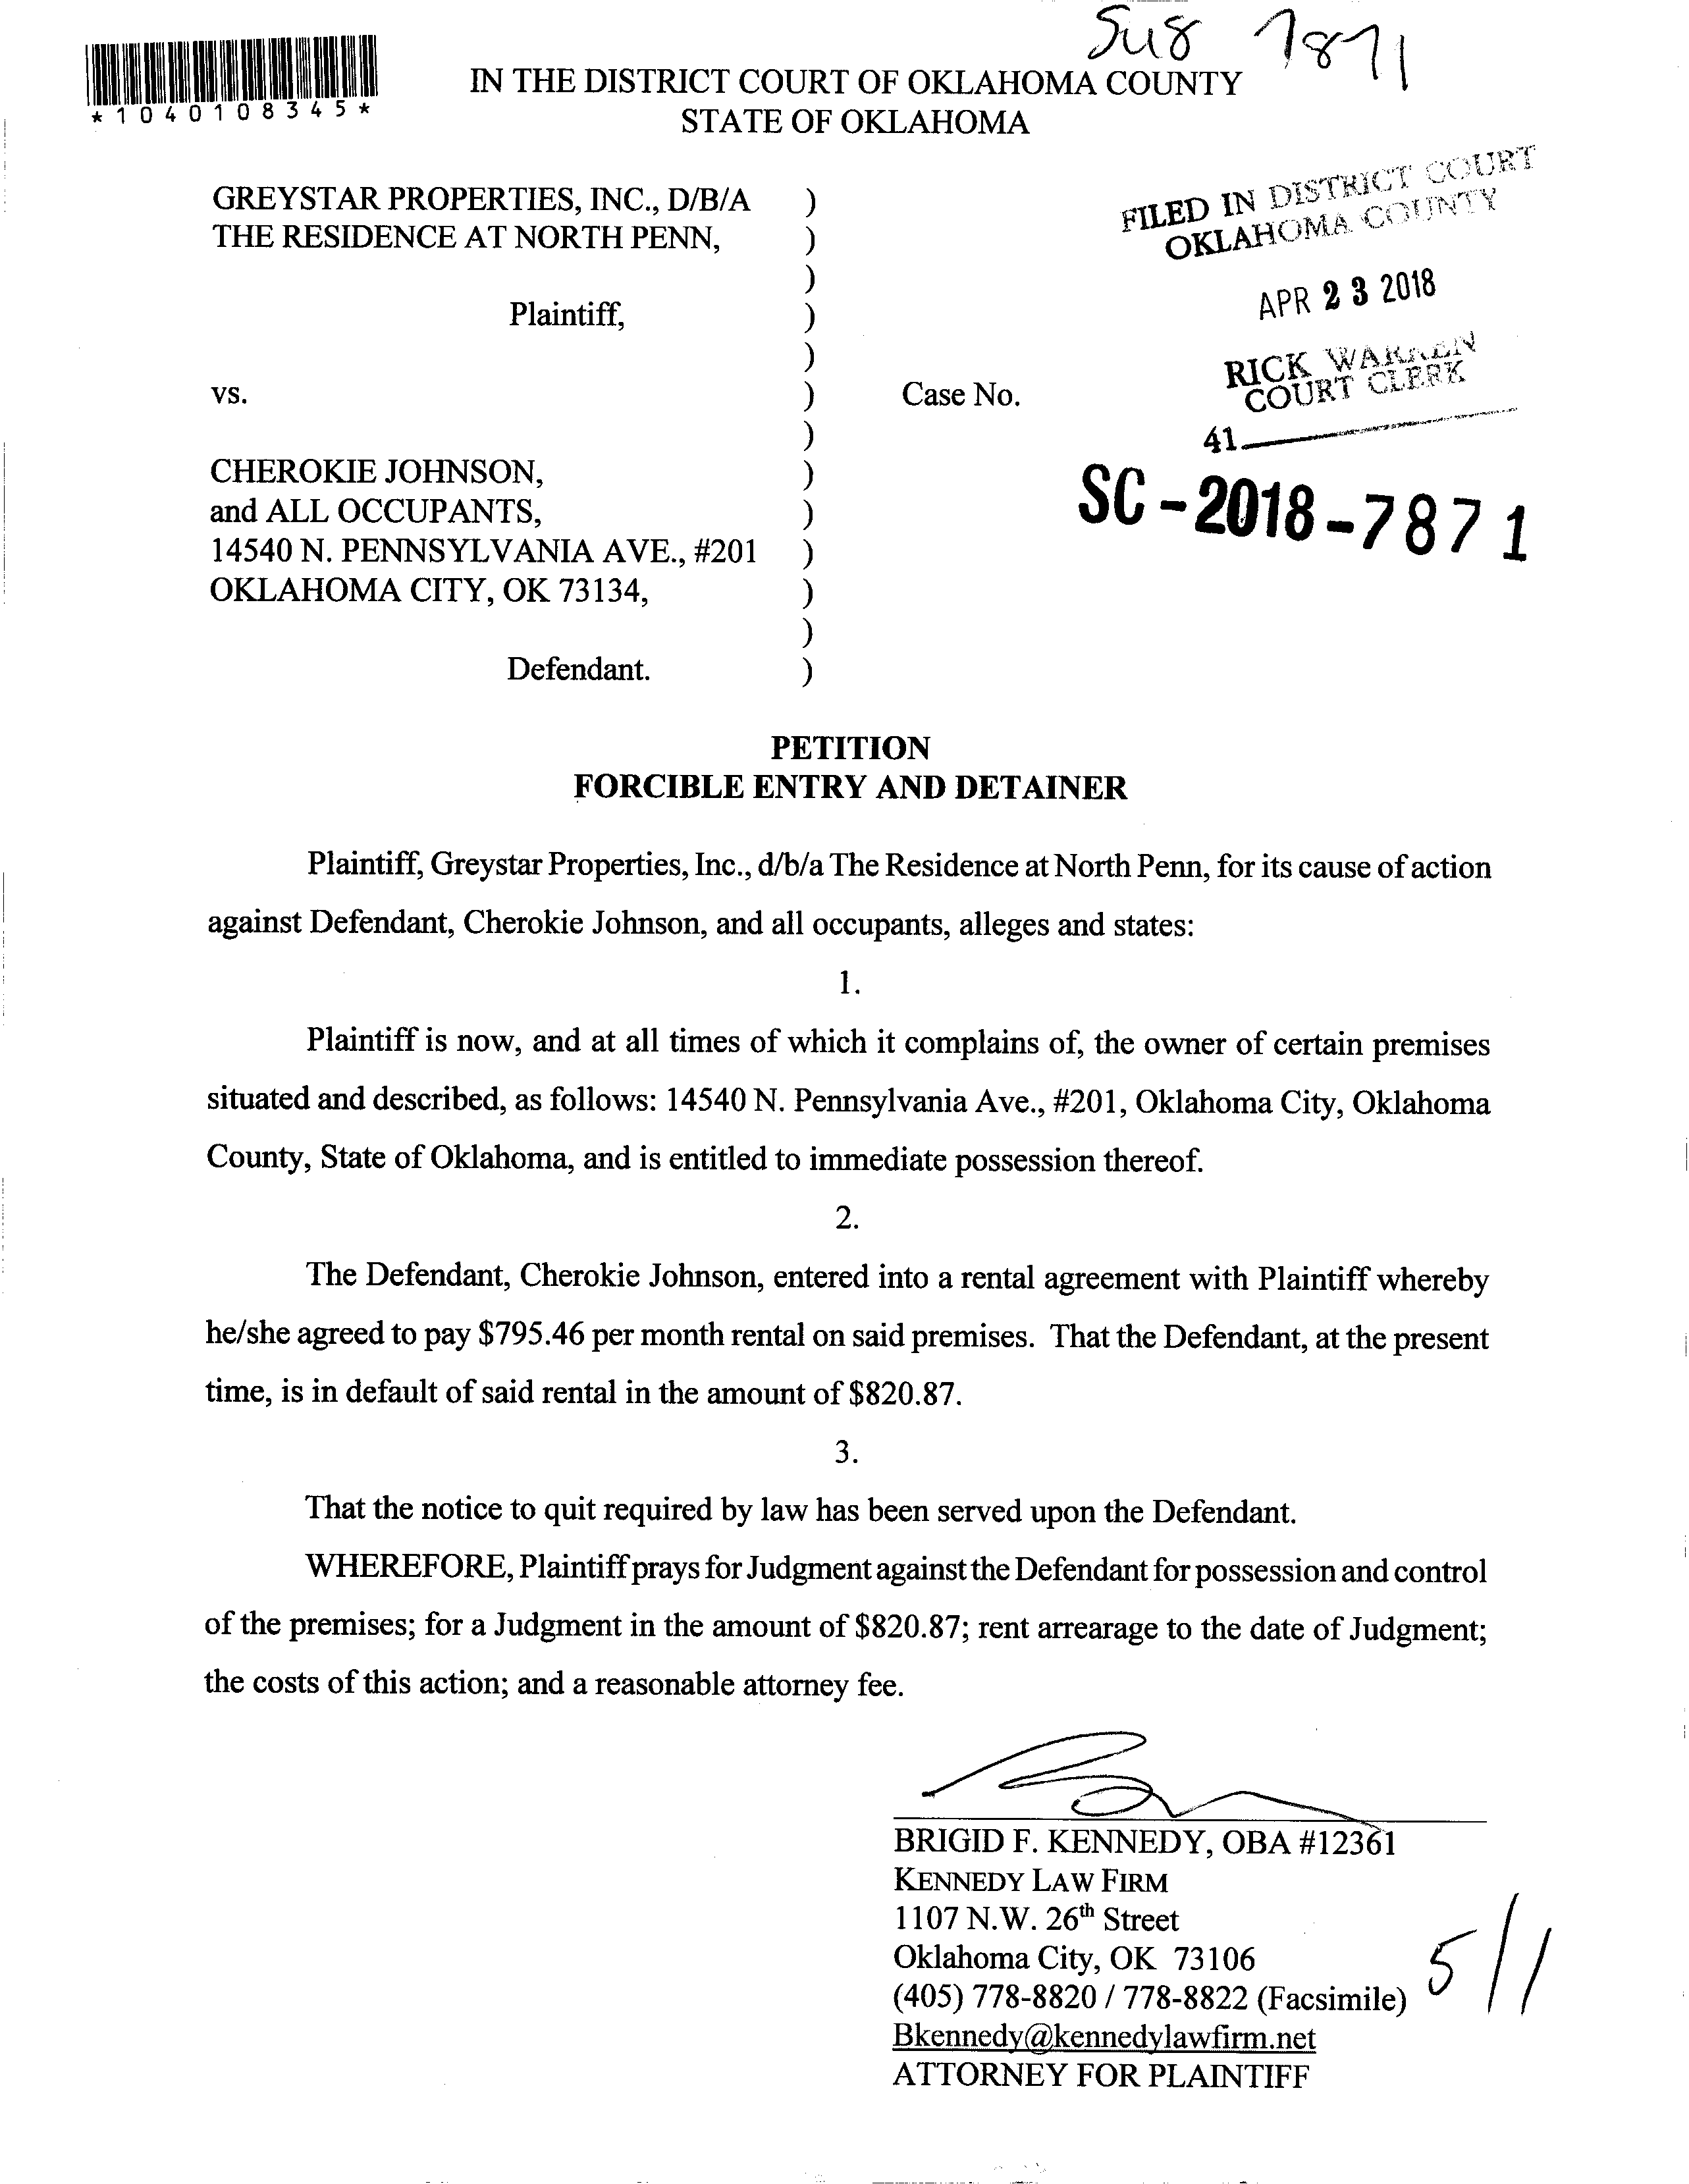 Su8 7871
*1040108345*
IN THE DISTRICT COURT OF OKLAHOMA COUNTY
STATE OF OKLAHOMA
FILED IN DISTRICT COURT
OKLAHOMA COUNTY
APR 23 2018
RICK WARREN
COURT CLERK
41
SC-2018-7871
GREYSTAR PROPERTIES, INC., D/B/A )
THE RESIDENCE AT NORTH PENN, )
)
Plaintiff, )
)
vs. ) Case No.
)
CHEROKIE JOHNSON, )
and ALL OCCUPANTS, )
14540 N. PENNSYLVANIA AVE., #201 )
OKLAHOMA CITY, OK 73134, )
)
Defendant. )
PETITION
FORCIBLE ENTRY AND DETAINER
Plaintiff, Greystar Properties, Inc., d/b/a The Residence at North Penn, for its cause of action
against Defendant, Cherokie Johnson, and all occupants, alleges and states:
1.
Plaintiff is now, and at all times of which it complains of, the owner of certain premises
situated and described, as follows: 14540 N. Pennsylvania Ave., #201, Oklahoma City, Oklahoma
County, State of Oklahoma, and is entitled to immediate possession thereof.
2.
The Defendant, Cherokie Johnson, entered into a rental agreement with Plaintiff whereby
he/she agreed to pay $795.46 per month rental on said premises. That the Defendant, at the present
time, is in default of said rental in the amount of $820.87.
3.
That the notice to quit required by law has been served upon the Defendant.
WHEREFORE, Plaintiff prays for Judgment against the Defendant for possession and control
of the premises; for a Judgment in the amount of $820.87; rent arrearage to the date of Judgment;
the costs of this action; and a reasonable attorney fee.
BRIGID F. KENNEDY, OBA #12361
KENNEDY LAW FIRM
1107 N.W. 26th Street
Oklahoma City, OK 73106
(405) 778-8820 / 778-8822 (Facsimile)
Bkennedy@kennedylawfirm.net
ATTORNEY FOR PLAINTIFF
5/1